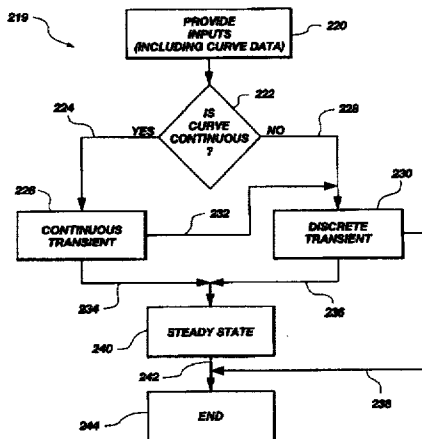 219
PROVIDE
INPUTS
(INCLUDING CURVE DATA)
220
222
224
228
YES
IS
CURVE
CONTINUOUS
?
NO
226
230
232
CONTINUOUS
TRANSIENT
DISCRETE
TRANSIENT
234
236
STEADY STATE
240
242
238
END
244